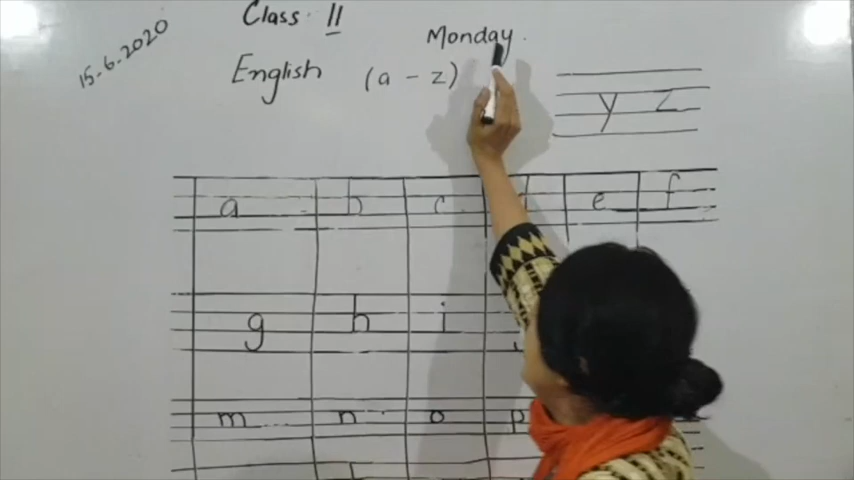 Class - II
Monday.
15.6.2020
English (a - z)
y z
a b c d e f
g h i
m n o p